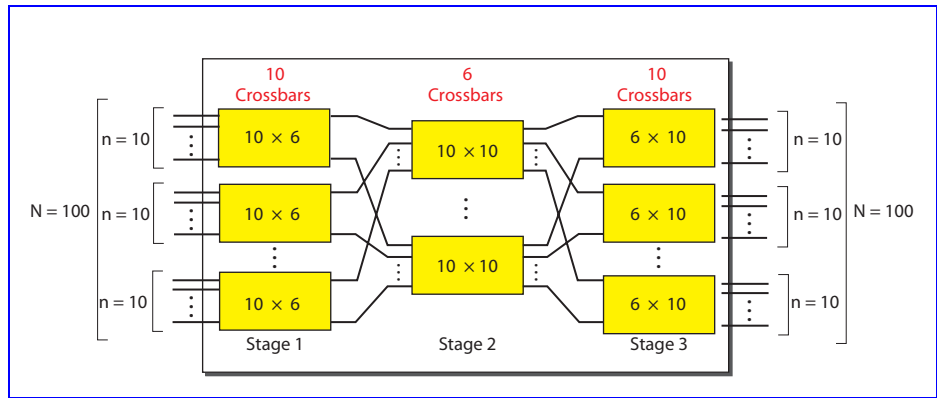 10
Crossbars
6
Crossbars
10
Crossbars
n = 10
10 × 6
10 × 10
6 × 10
n = 10
N = 100
n = 10
10 × 6
6 × 10
n = 10
N = 100
10 × 10
n = 10
10 × 6
6 × 10
n = 10
Stage 1
Stage 2
Stage 3